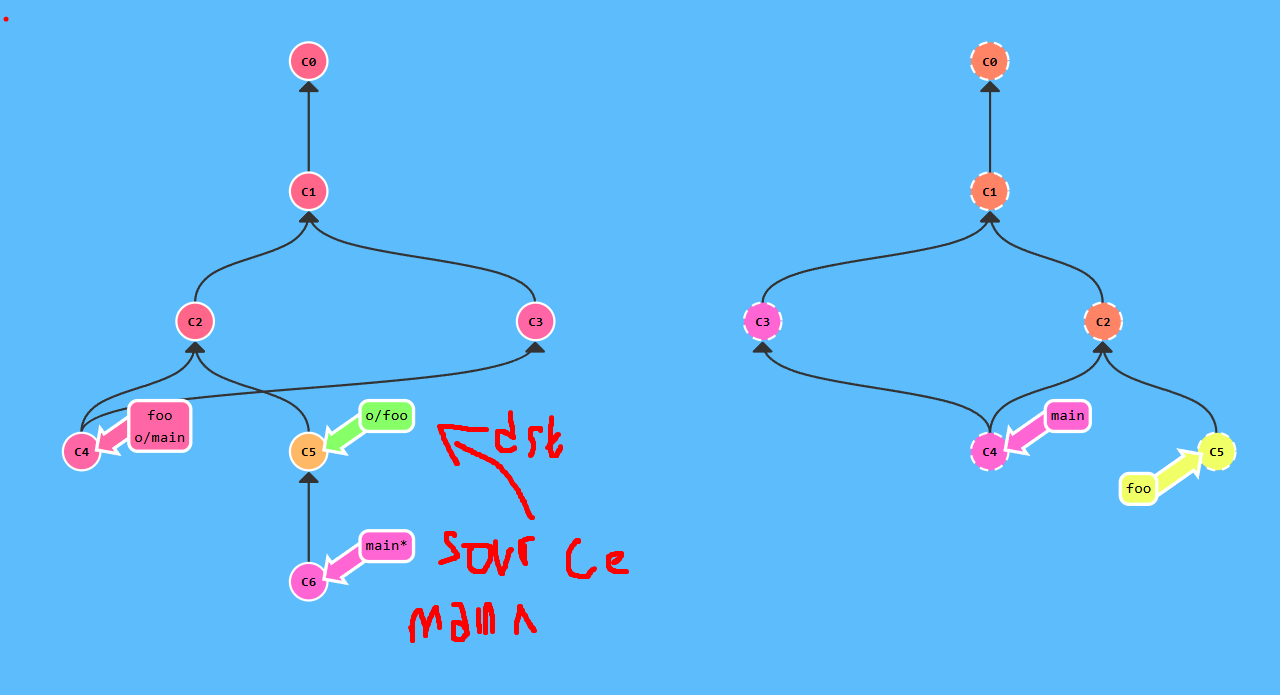 C0
C0
C1
C1
C2
C3
C3
C2
foo
o/main
o/foo
main
dst
C4
C5
C4
C5
foo
main*
source
C6
main^